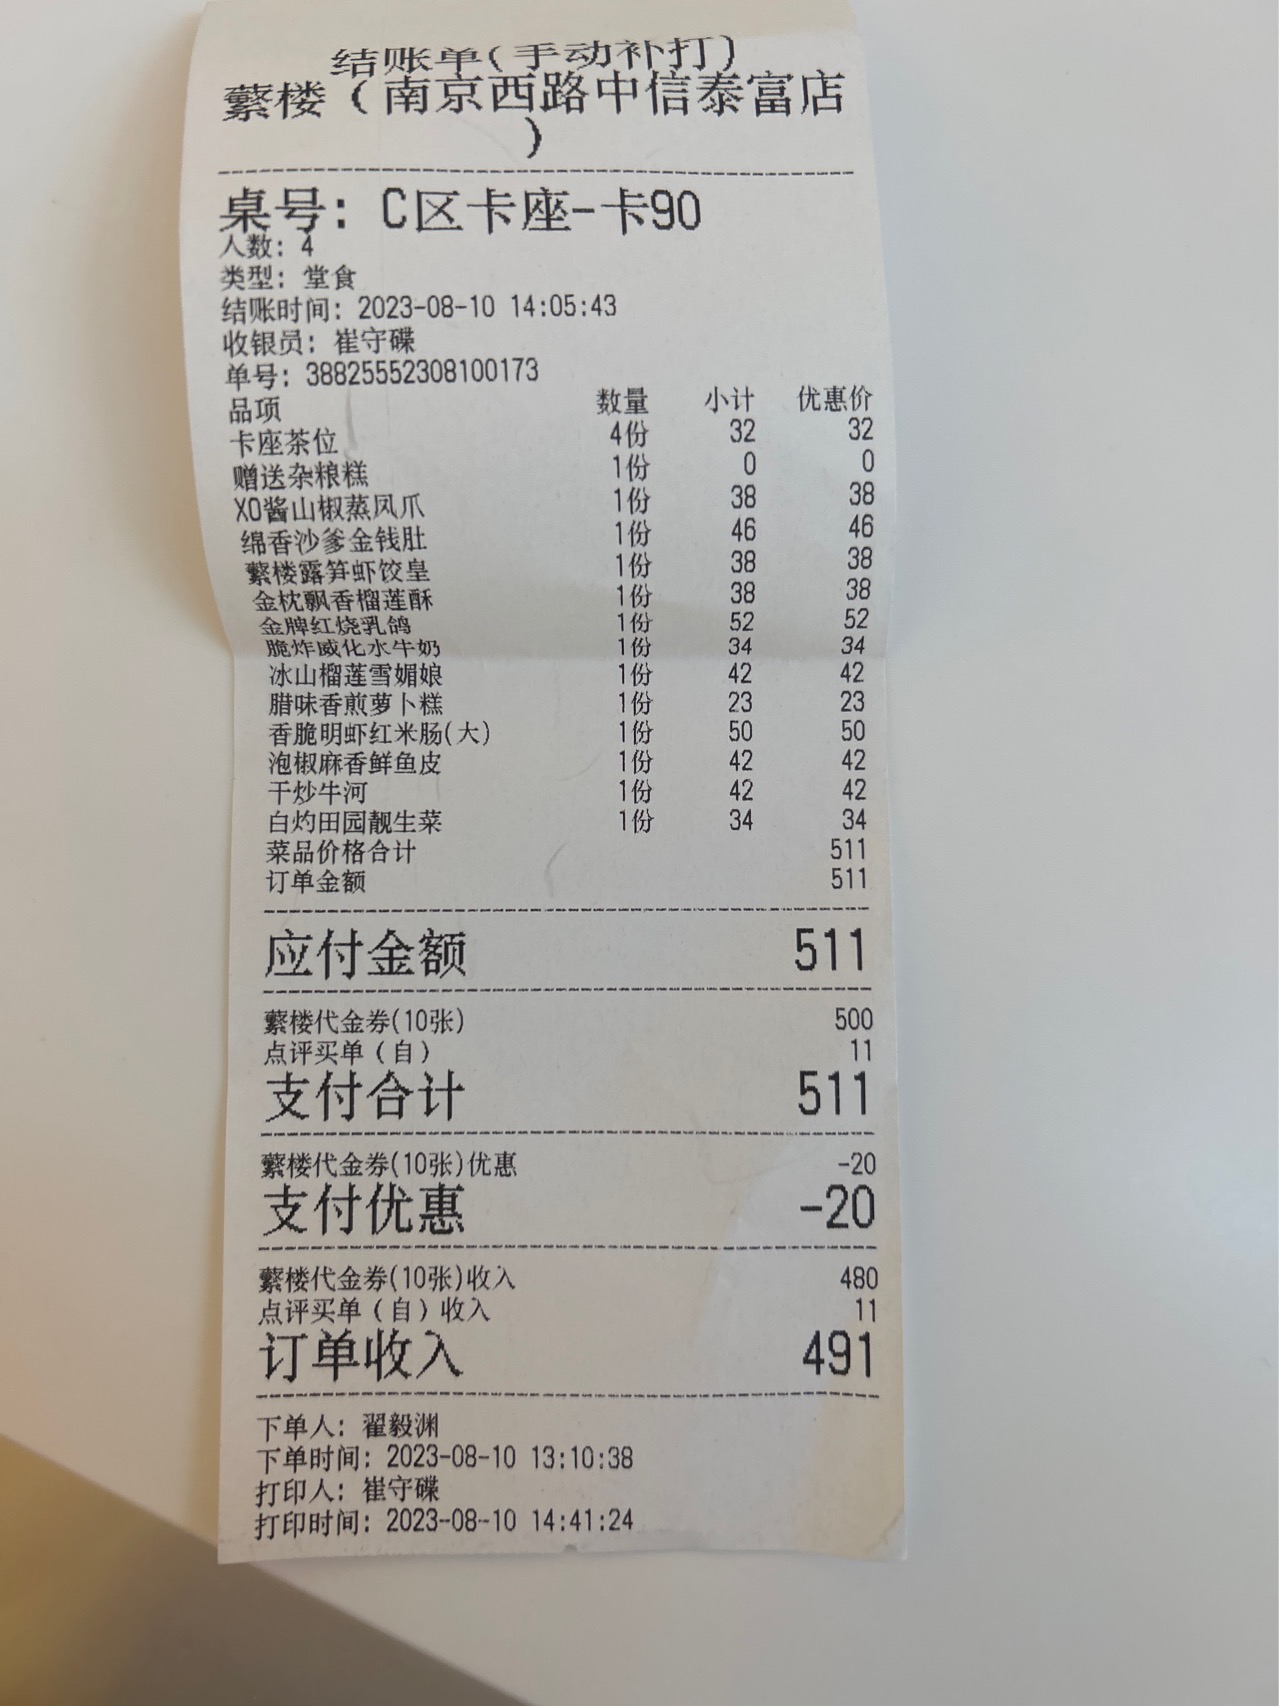 结账单(手动补打)
蘩楼（南京西路中信泰富店
）
桌号：C区卡座-卡90
人数：4
类型：堂食
结账时间：2023-08-10 14:05:43
收银员：崔守碟
单号：38825552308100173
品项 数量 小计 优惠价
卡座茶位 4份 32 32
赠送杂粮糕 1份 0 0
XO酱山椒蒸凤爪 1份 38 38
绵香沙爹金钱肚 1份 46 46
蘩楼露笋虾饺皇 1份 38 38
金枕飘香榴莲酥 1份 38 38
金牌红烧乳鸽 1份 52 52
脆炸威化水牛奶 1份 34 34
冰山榴莲雪媚娘 1份 42 42
腊味香煎萝卜糕 1份 23 23
香脆明虾红米肠(大) 1份 50 50
泡椒麻香鲜鱼皮 1份 42 42
干炒牛河 1份 42 42
白灼田园靓生菜 1份 34 34
菜品价格合计 511
订单金额 511
应付金额 511
蘩楼代金券(10张) 500
点评买单（自） 11
支付合计 511
蘩楼代金券(10张)优惠 -20
支付优惠 -20
蘩楼代金券(10张)收入 480
点评买单（自）收入 11
订单收入 491
下单人：翟毅渊
下单时间：2023-08-10 13:10:38
打印人：崔守碟
打印时间：2023-08-10 14:41:24